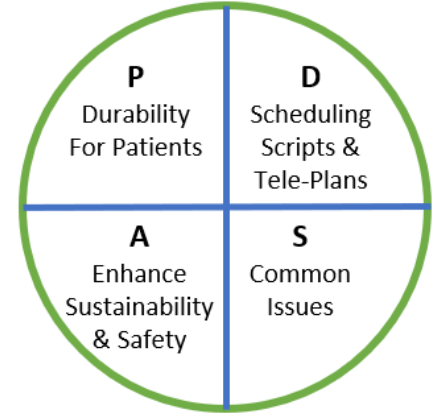 P
Durability
For Patients
D
Scheduling
Scripts &
Tele-Plans
A
Enhance
Sustainability
& Safety
S
Common
Issues